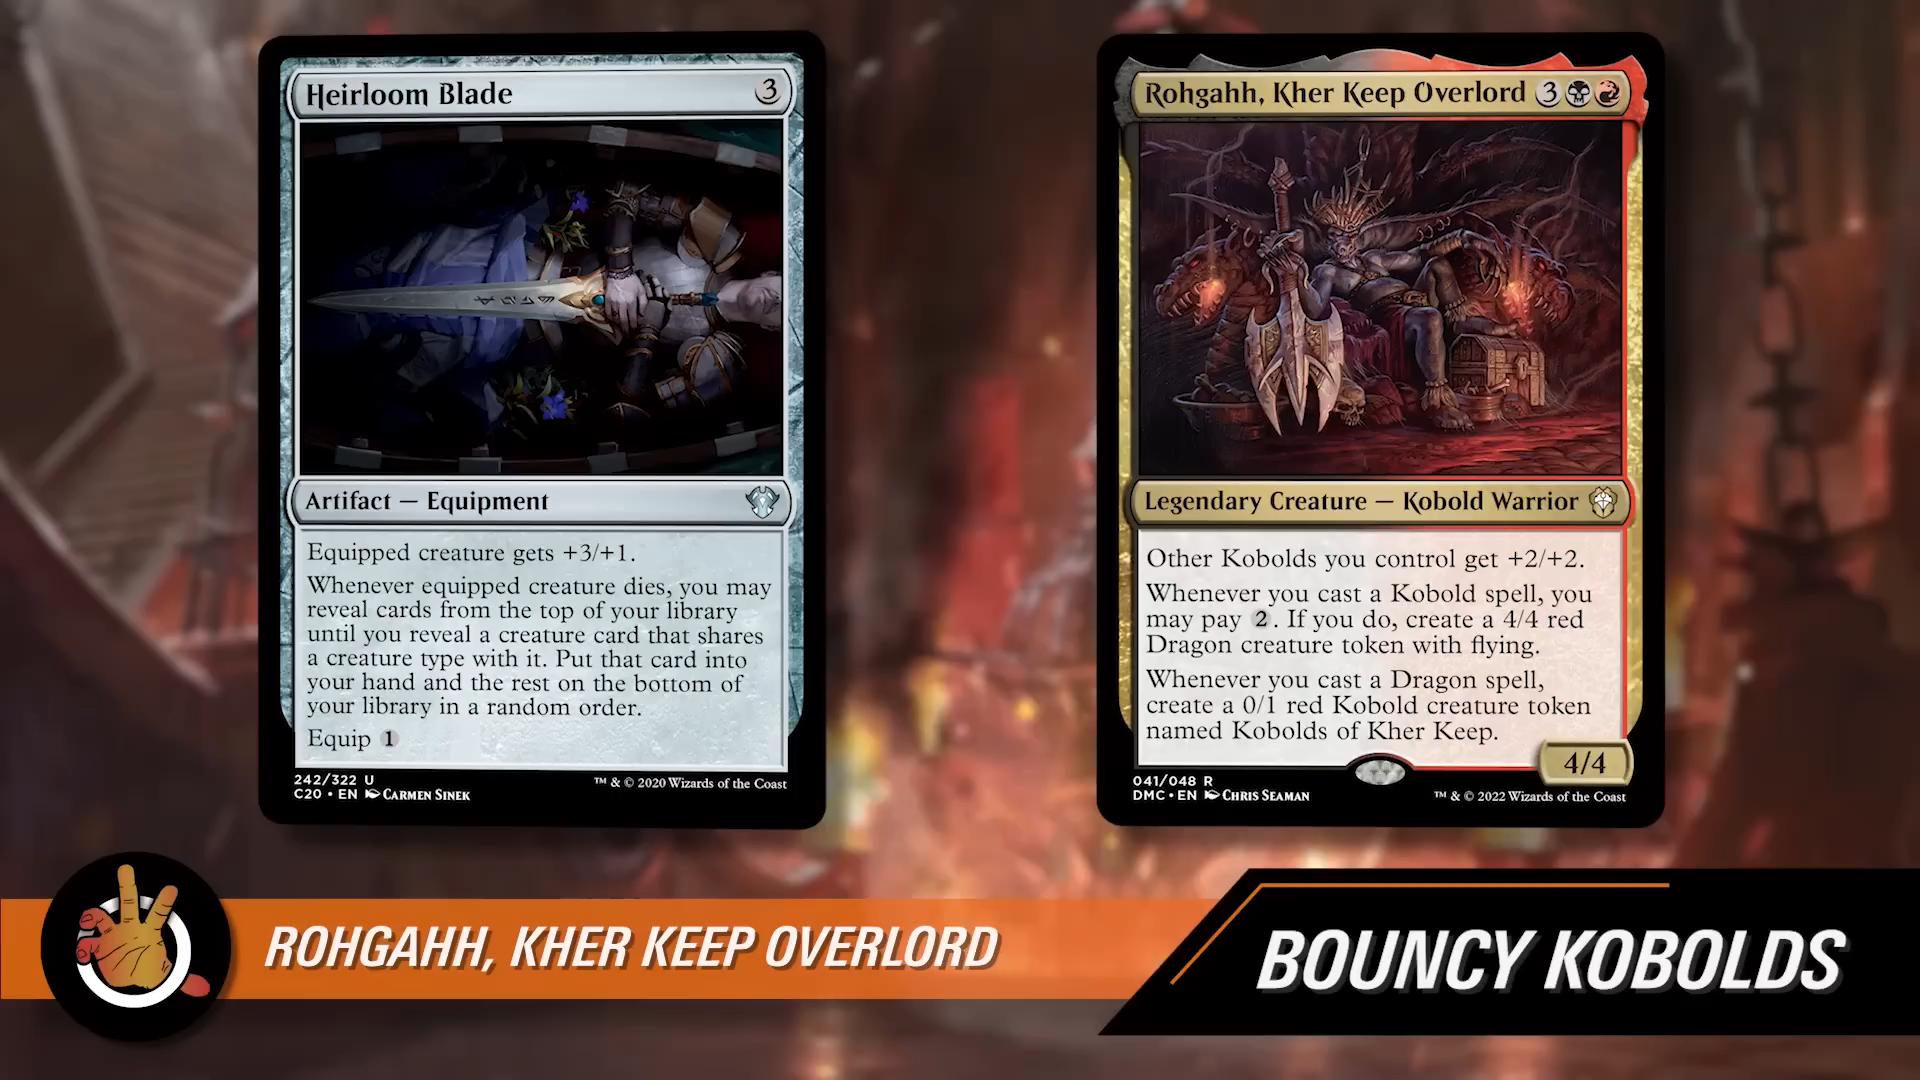 Heirloom Blade 3
Artifact — Equipment
Equipped creature gets +3/+1.
Whenever equipped creature dies, you may
reveal cards from the top of your library
until you reveal a creature card that shares
a creature type with it. Put that card into
your hand and the rest on the bottom of
your library in a random order.
Equip 1
242/322 U
C20 • EN CARMEN SINEK
™ & © 2020 Wizards of the Coast
Rohgahh, Kher Keep Overlord 3
Legendary Creature — Kobold Warrior
Other Kobolds you control get +2/+2.
Whenever you cast a Kobold spell, you
may pay 2. If you do, create a 4/4 red
Dragon creature token with flying.
Whenever you cast a Dragon spell,
create a 0/1 red Kobold creature token
named Kobolds of Kher Keep.
4/4
041/048 R
DMC • EN CHRIS SEAMAN
™ & © 2022 Wizards of the Coast
ROHGAHH, KHER KEEP OVERLORD
BOUNCY KOBOLDS